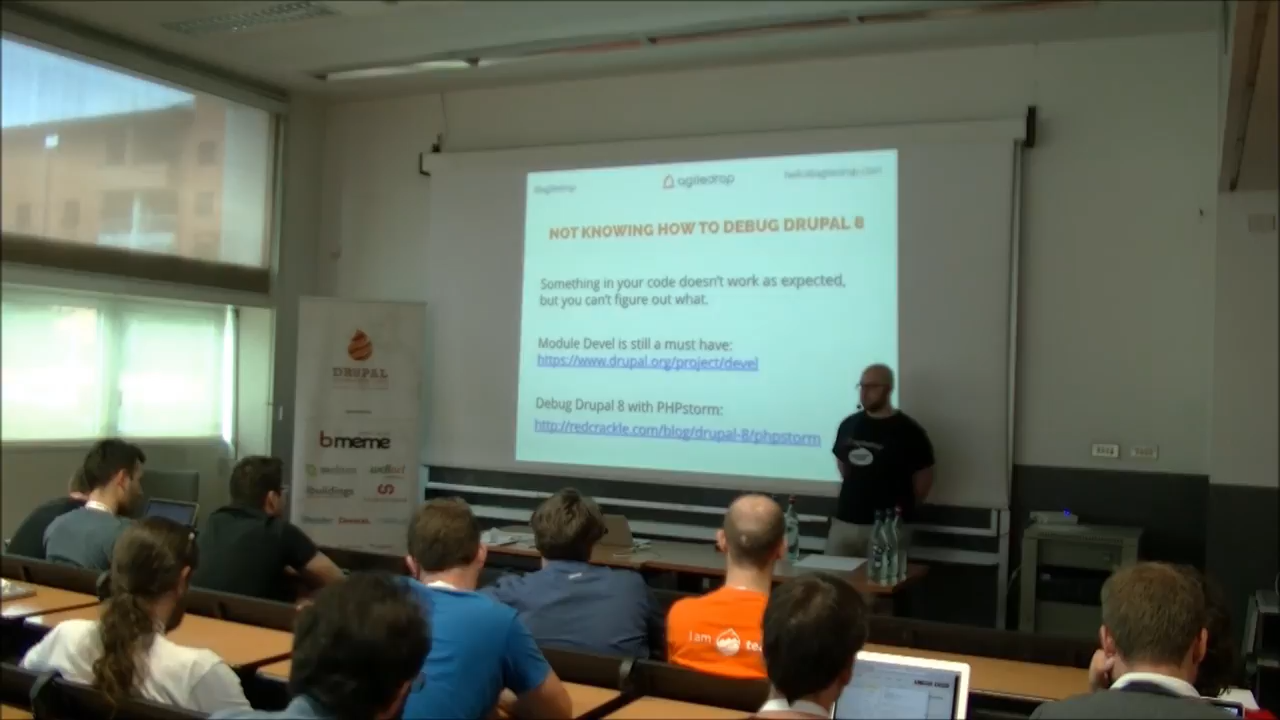 agiledrop
NOT KNOWING HOW TO DEBUG DRUPAL 8
Something in your code doesn't work as expected,
but you can't figure out what.
Module Devel is still a must have:
https://www.drupal.org/project/devel
Debug Drupal 8 with PHPstorm:
http://redcrackle.com/blog/drupal-8/phpstorm
DRUPAL
bmeme
I am